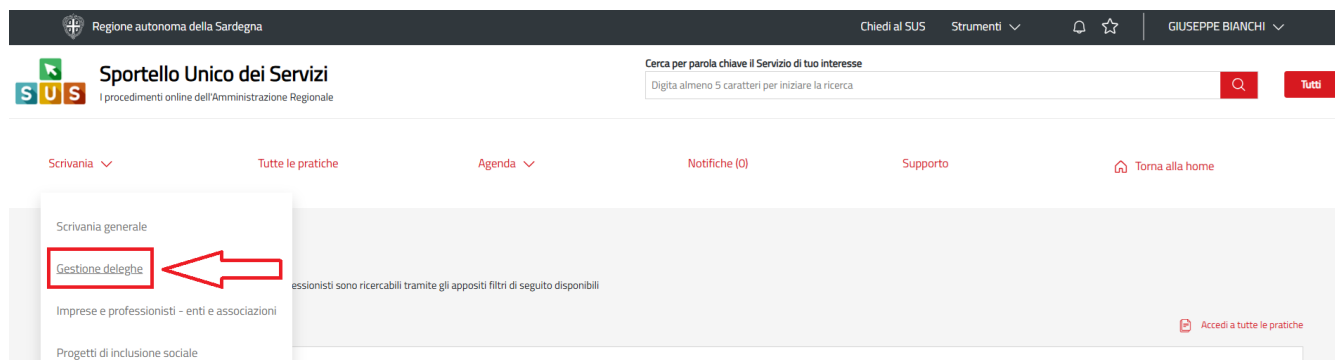 Regione autonoma della Sardegna
Chiedi al SUS
Strumenti
GIUSEPPE BIANCHI
SUS
Sportello Unico dei Servizi
I procedimenti online dell'Amministrazione Regionale
Cerca per parola chiave il Servizio di tuo interesse
Digita almeno 5 caratteri per iniziare la ricerca
Tutti
Scrivania
Tutte le pratiche
Agenda
Notifiche (0)
Supporto
Torna alla home
Scrivania generale
Gestione deleghe
essionisti sono ricercabili tramite gli appositi filtri di seguito disponibili
Imprese e professionisti - enti e associazioni
Accedi a tutte le pratiche
Progetti di inclusione sociale